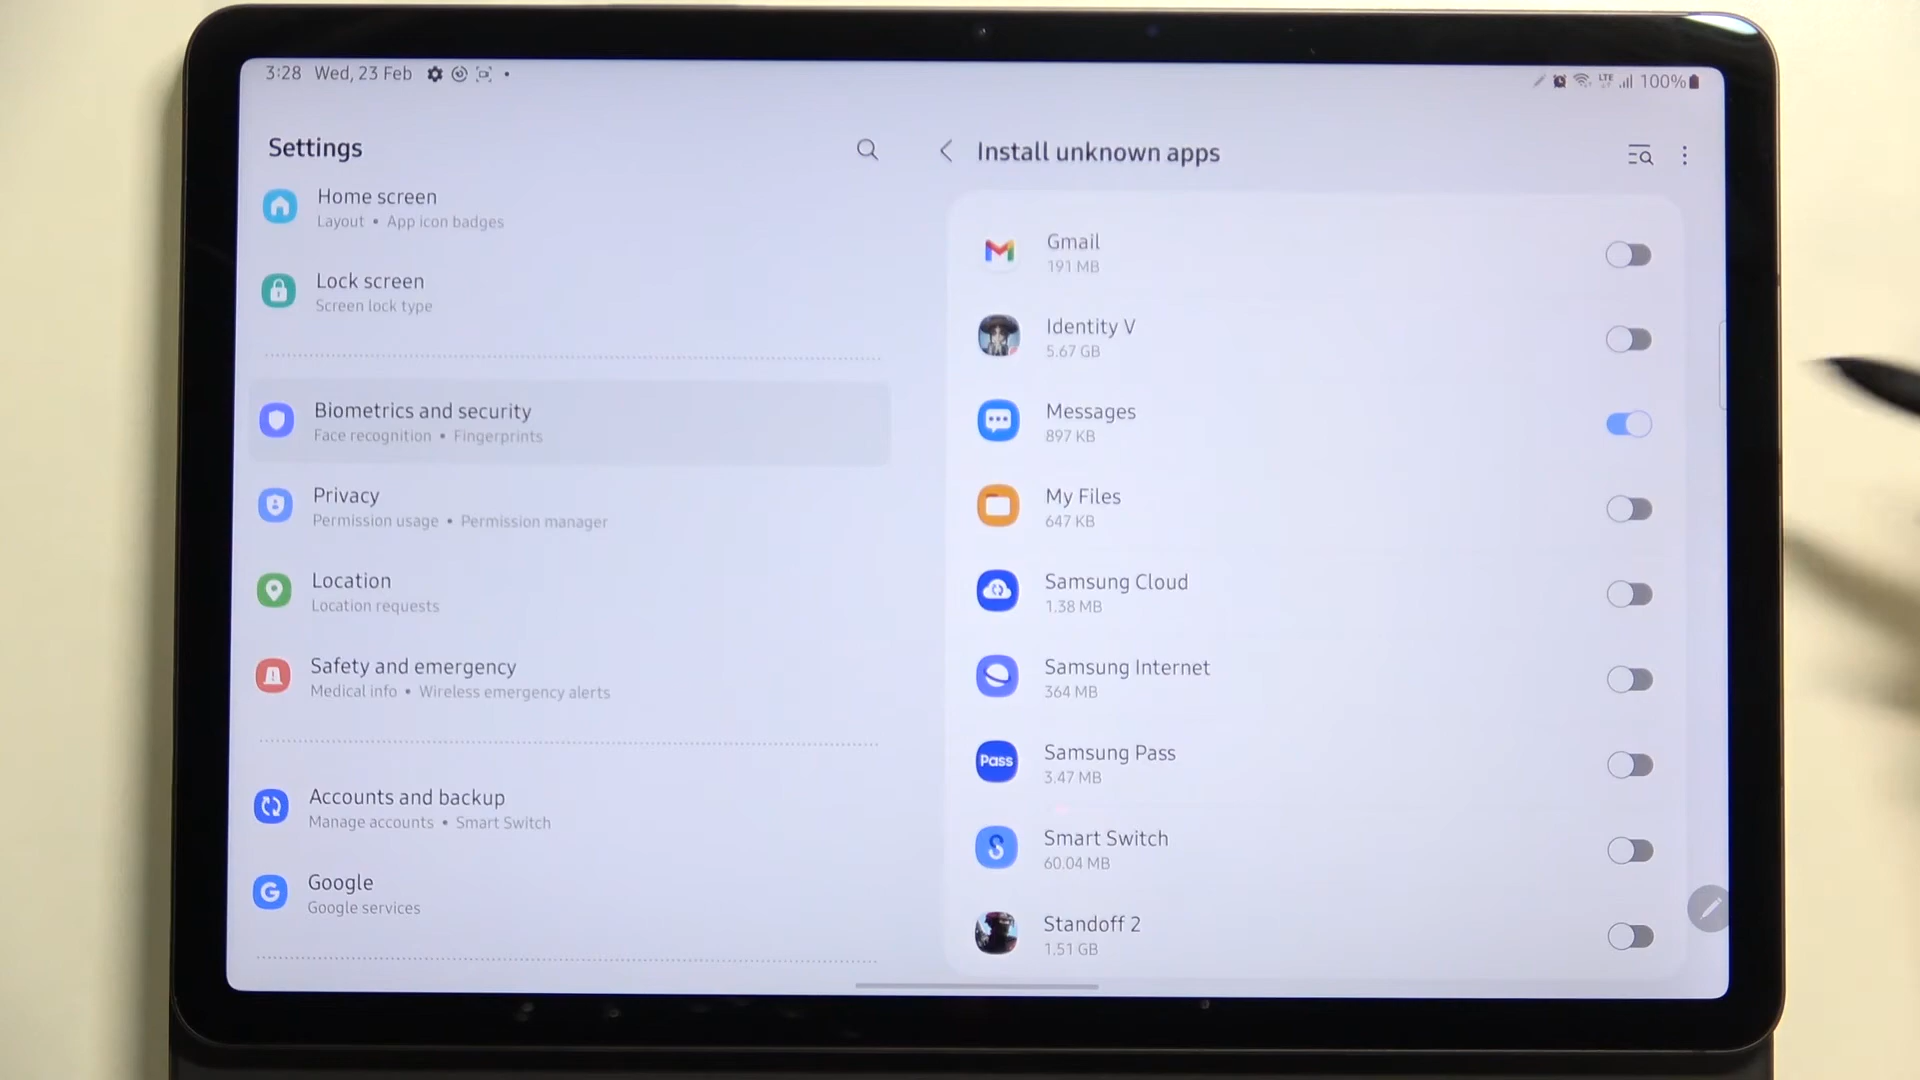 3:28 Wed, 23 Feb
LTE 100%
Settings
Home screen
Layout • App icon badges
Lock screen
Screen lock type
Biometrics and security
Face recognition • Fingerprints
Privacy
Permission usage • Permission manager
Location
Location requests
Safety and emergency
Medical info • Wireless emergency alerts
Accounts and backup
Manage accounts • Smart Switch
Google
Google services
Install unknown apps
Gmail
191 MB
Identity V
5.67 GB
Messages
897 KB
My Files
647 KB
Samsung Cloud
1.38 MB
Samsung Internet
364 MB
Pass
Samsung Pass
3.47 MB
Smart Switch
60.04 MB
Standoff 2
1.51 GB